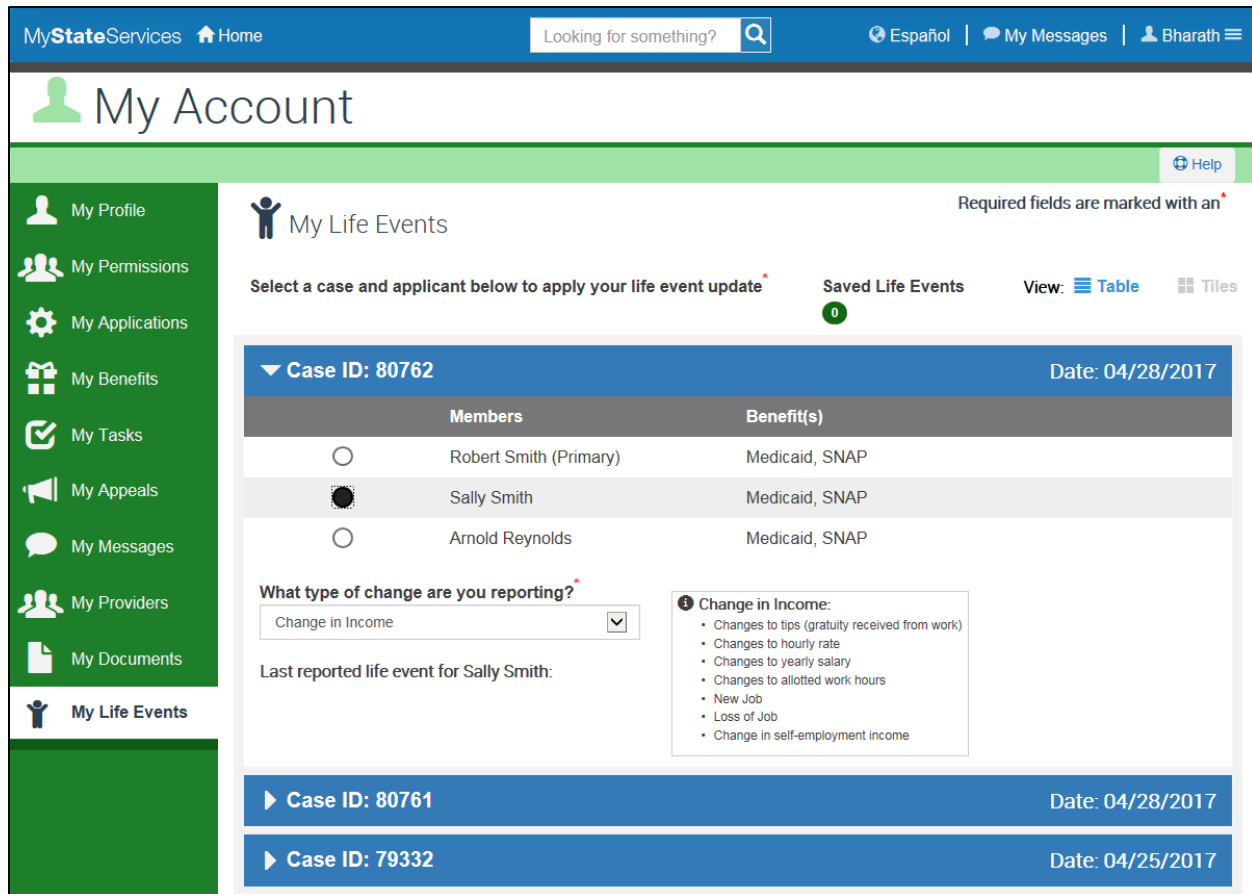 MyStateServices Home Looking for something? Español | My Messages | Bharath
My Account
Help
My Profile
My Permissions
My Applications
My Benefits
My Tasks
My Appeals
My Messages
My Providers
My Documents
My Life Events
My Life Events
Required fields are marked with an*
Select a case and applicant below to apply your life event update* Saved Life Events View: Table Tiles
0
Case ID: 80762 Date: 04/28/2017
Members Benefit(s)
Robert Smith (Primary) Medicaid, SNAP
Sally Smith Medicaid, SNAP
Arnold Reynolds Medicaid, SNAP
What type of change are you reporting?*
Change in Income
Last reported life event for Sally Smith:
Change in Income:
• Changes to tips (gratuity received from work)
• Changes to hourly rate
• Changes to yearly salary
• Changes to allotted work hours
• New Job
• Loss of Job
• Change in self-employment income
Case ID: 80761 Date: 04/28/2017
Case ID: 79332 Date: 04/25/2017